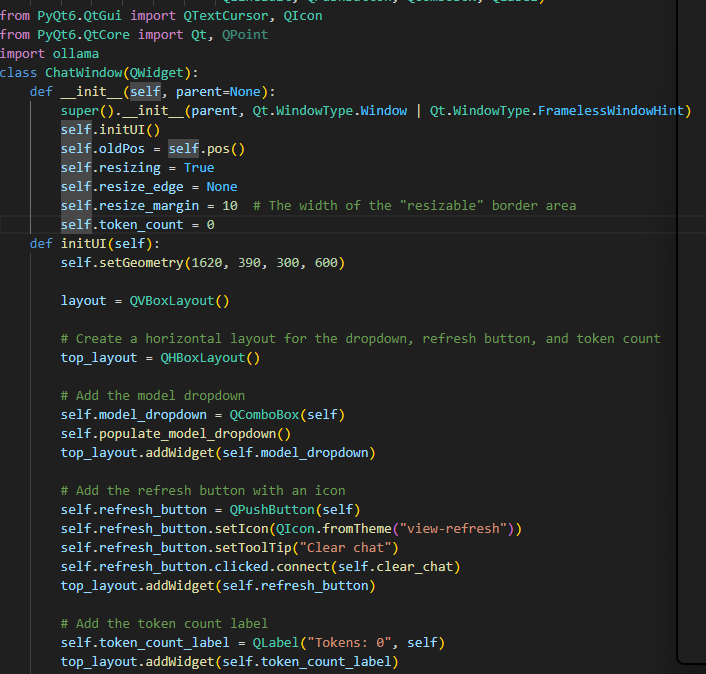 from PyQt6.QtGui import QTextCursor, QIcon
from PyQt6.QtCore import Qt, QPoint
import ollama
class ChatWindow(QWidget):
    def __init__(self, parent=None):
        super().__init__(parent, Qt.WindowType.Window | Qt.WindowType.FramelessWindowHint)
        self.initUI()
        self.oldPos = self.pos()
        self.resizing = True
        self.resize_edge = None
        self.resize_margin = 10  # The width of the "resizable" border area
        self.token_count = 0
    def initUI(self):
        self.setGeometry(1620, 390, 300, 600)

        layout = QVBoxLayout()

        # Create a horizontal layout for the dropdown, refresh button, and token count
        top_layout = QHBoxLayout()

        # Add the model dropdown
        self.model_dropdown = QComboBox(self)
        self.populate_model_dropdown()
        top_layout.addWidget(self.model_dropdown)

        # Add the refresh button with an icon
        self.refresh_button = QPushButton(self)
        self.refresh_button.setIcon(QIcon.fromTheme("view-refresh"))
        self.refresh_button.setToolTip("Clear chat")
        self.refresh_button.clicked.connect(self.clear_chat)
        top_layout.addWidget(self.refresh_button)

        # Add the token count label
        self.token_count_label = QLabel("Tokens: 0", self)
        top_layout.addWidget(self.token_count_label)